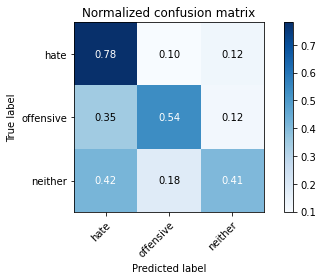 Normalized confusion matrix
True label
hate
0.78 0.10 0.12
offensive
0.35 0.54 0.12
neither
0.42 0.18 0.41
hate offensive neither
Predicted label
0.7
0.6
0.5
0.4
0.3
0.2
0.1